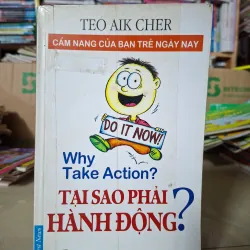 TEO AIK CHER
CẨM NANG CỦA BẠN TRẺ NGÀY NAY
DO IT NOW!
Why
Take Action?
TẠI SAO PHẢI
HÀNH ĐỘNG?